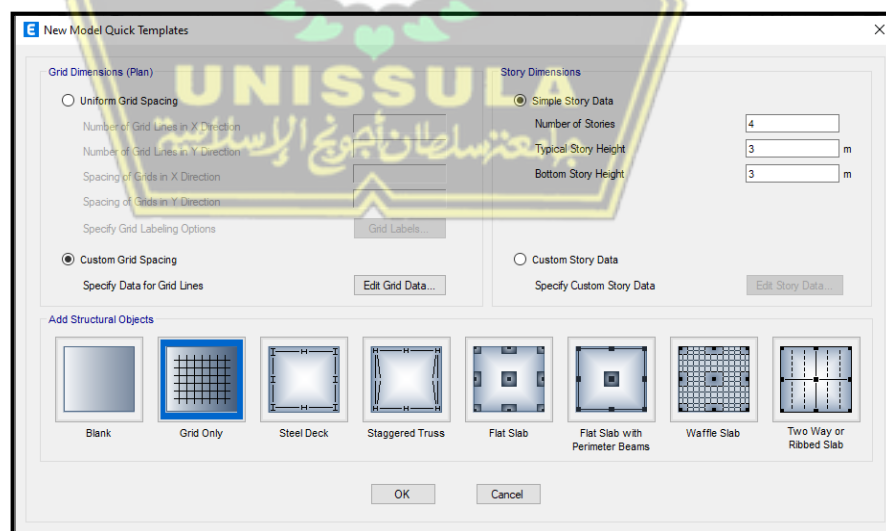 New Model Quick Templates
Grid Dimensions (Plan)
Uniform Grid Spacing
Number of Grid Lines in X Direction
Number of Grid Lines in Y Direction
Spacing of Grids in X Direction
Spacing of Grids in Y Direction
Specify Grid Labeling Options
Grid Labels...
Custom Grid Spacing
Specify Data for Grid Lines
Edit Grid Data...
Story Dimensions
Simple Story Data
Number of Stories
4
Typical Story Height
3
m
Bottom Story Height
3
m
Custom Story Data
Specify Custom Story Data
Edit Story Data...
UNISSULA
جامعتسلطان أجونج الإسلامية
Add Structural Objects
Blank
Grid Only
Steel Deck
Staggered Truss
Flat Slab
Flat Slab with
Perimeter Beams
Waffle Slab
Two Way or
Ribbed Slab
OK
Cancel